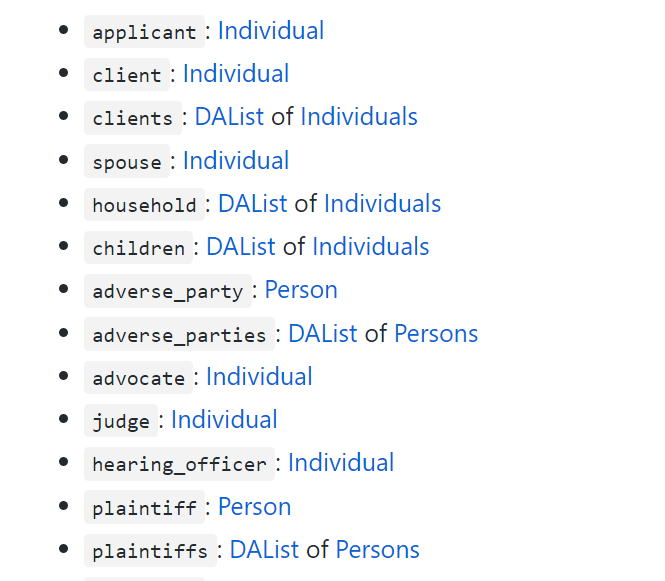 applicant: Individual
client: Individual
clients: DAList of Individuals
spouse: Individual
household: DAList of Individuals
children: DAList of Individuals
adverse_party: Person
adverse_parties: DAList of Persons
advocate: Individual
judge: Individual
hearing_officer: Individual
plaintiff: Person
plaintiffs: DAList of Persons